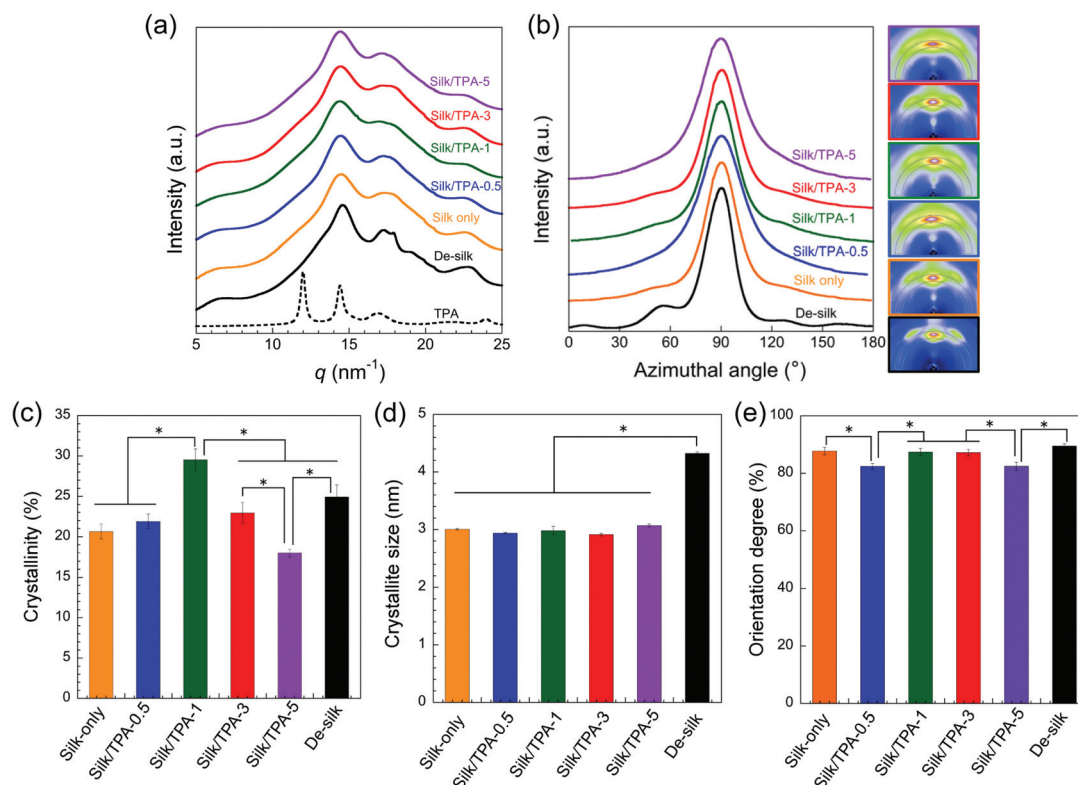 (a)
Intensity (a.u.)
Silk/TPA-5
Silk/TPA-3
Silk/TPA-1
Silk/TPA-0.5
Silk only
De-silk
TPA
5 10 15 20 25
q (nm⁻¹)
(b)
Intensity (a.u.)
Silk/TPA-5
Silk/TPA-3
Silk/TPA-1
Silk/TPA-0.5
Silk only
De-silk
0 30 60 90 120 150 180
Azimuthal angle (°)
(c)
Crystallinity (%)
35
30
25
20
15
10
5
0
* *
* *
Silk-only Silk/TPA-0.5 Silk/TPA-1 Silk/TPA-3 Silk/TPA-5 De-silk
(d)
Crystallite size (nm)
5
4
3
2
1
0
*
Silk-only Silk/TPA-0.5 Silk/TPA-1 Silk/TPA-3 Silk/TPA-5 De-silk
(e)
Orientation degree (%)
100
80
60
40
20
0
* * * *
Silk-only Silk/TPA-0.5 Silk/TPA-1 Silk/TPA-3 Silk/TPA-5 De-silk